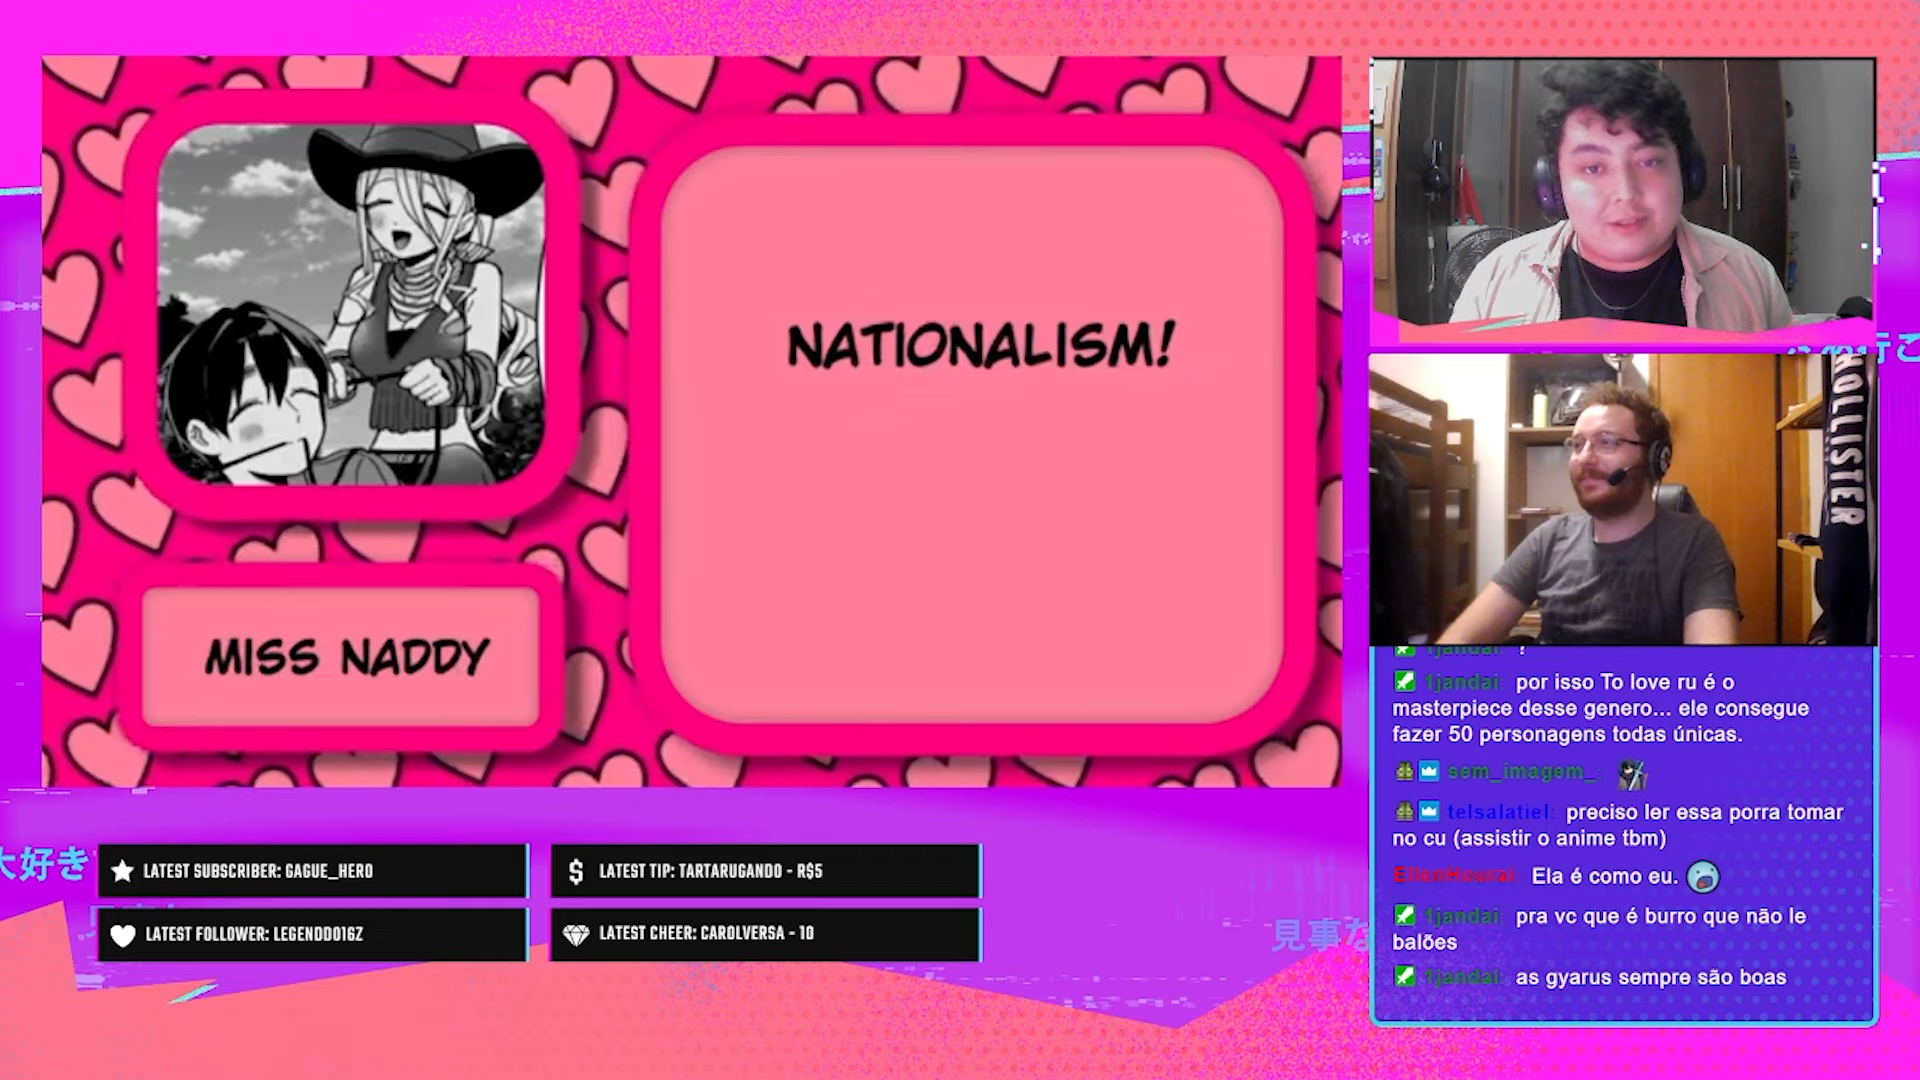 NATIONALISM!
MISS NADDY
HOLLISTER
1jandai: ?
1jandai: por isso To love ru é o
masterpiece desse genero... ele consegue
fazer 50 personagens todas únicas.
sem_imagem_:
telsalatiel: preciso ler essa porra tomar
no cu (assistir o anime tbm)
EllenHourai: Ela é como eu.
1jandai: pra vc que é burro que não le
balões
1jandai: as gyarus sempre são boas
大好き
LATEST SUBSCRIBER: GAGUE_HERO
LATEST TIP: TARTARUGANDO - R$5
LATEST FOLLOWER: LEGENDD016Z
LATEST CHEER: CAROLVERSA - 10
見事な